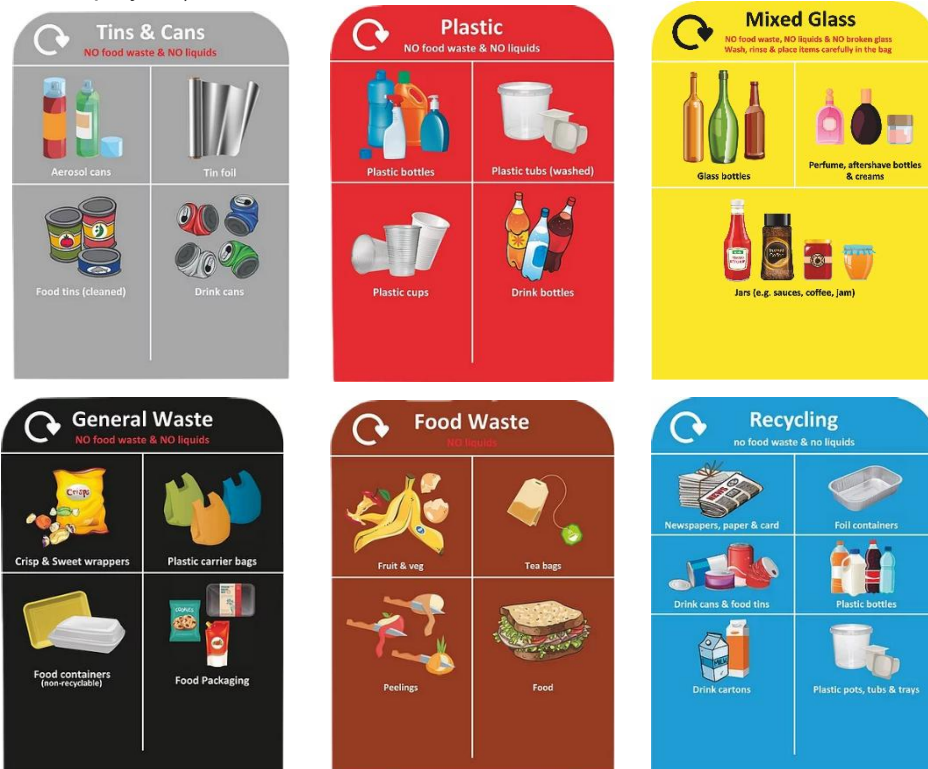 Tins & Cans
NO food waste & NO liquids
Aerosol cans
Tin foil
Food tins (cleaned)
Drink cans
Plastic
NO food waste & NO liquids
Plastic bottles
Plastic tubs (washed)
Plastic cups
Drink bottles
Mixed Glass
NO food waste, NO liquids & NO broken glass
Wash, rinse & place items carefully in the bag
Glass bottles
Perfume, aftershave bottles
& creams
Jars (e.g. sauces, coffee, jam)
General Waste
NO food waste & NO liquids
Crisps
Crisp & Sweet wrappers
Plastic carrier bags
Food containers
(non-recyclable)
Food Packaging
Food Waste
NO liquids
Fruit & veg
Tea bags
Peelings
Food
Recycling
no food waste & no liquids
NEWS
Newspapers, paper & card
Foil containers
Drink cans & food tins
Plastic bottles
MILK
Drink cartons
Plastic pots, tubs & trays